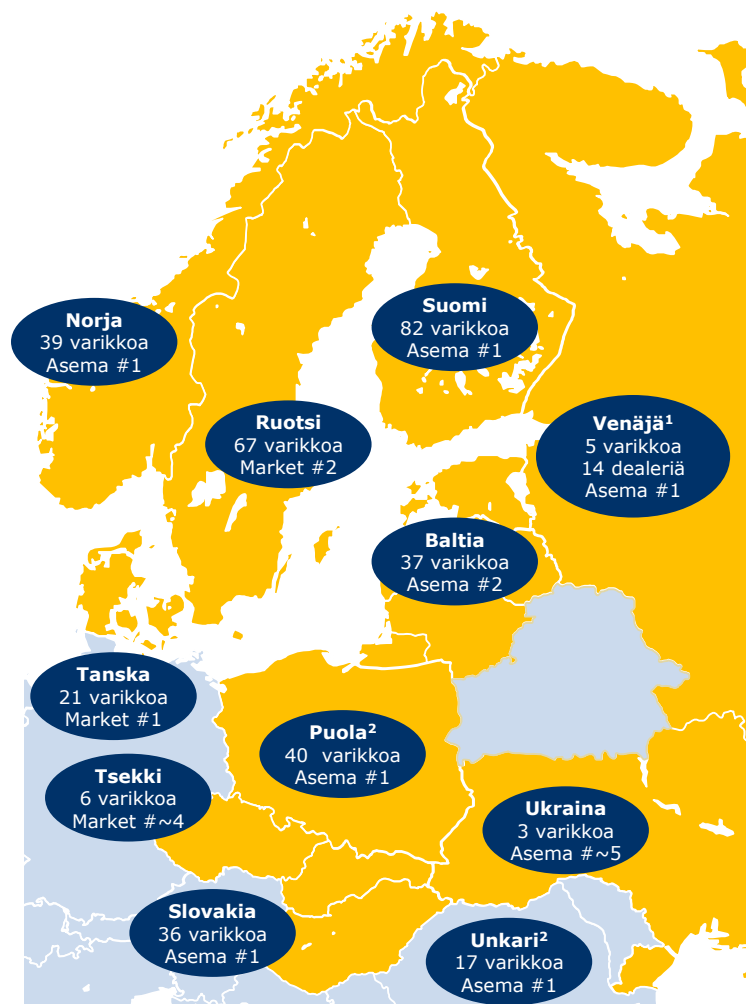 Suomi
82 varikkoa
Asema #1
Norja
39 varikkoa
Asema #1
Ruotsi
67 varikkoa
Market #2
Venäjä¹
5 varikkoa
14 dealeriä
Asema #1
Baltia
37 varikkoa
Asema #2
Tanska
21 varikkoa
Market #1
Puola²
40 varikkoa
Asema #1
Tsekki
6 varikkoa
Market #~4
Ukraina
3 varikkoa
Asema #~5
Slovakia
36 varikkoa
Asema #1
Unkari²
17 varikkoa
Asema #1